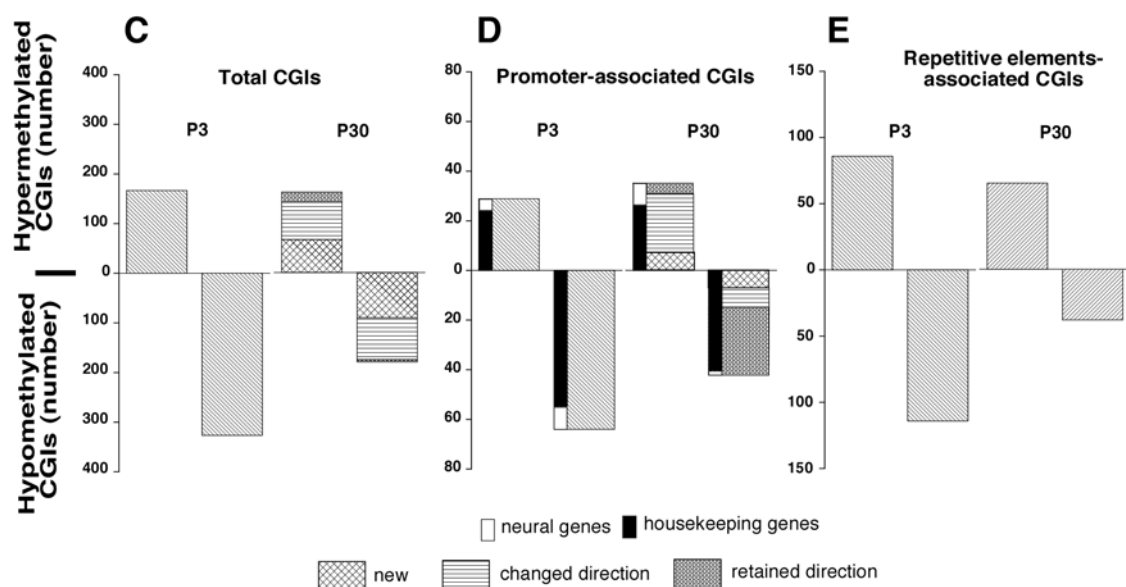 C
D
E
Hypermethylated
CGIs (number)
Hypomethylated
CGIs (number)
Total CGIs
P3
P30
400
300
200
100
0
100
200
300
400
Promoter-associated CGIs
P3
P30
80
60
40
20
0
20
40
60
80
Repetitive elements-
associated CGIs
P3
P30
150
100
50
0
50
100
150
neural genes
housekeeping genes
new
changed direction
retained direction